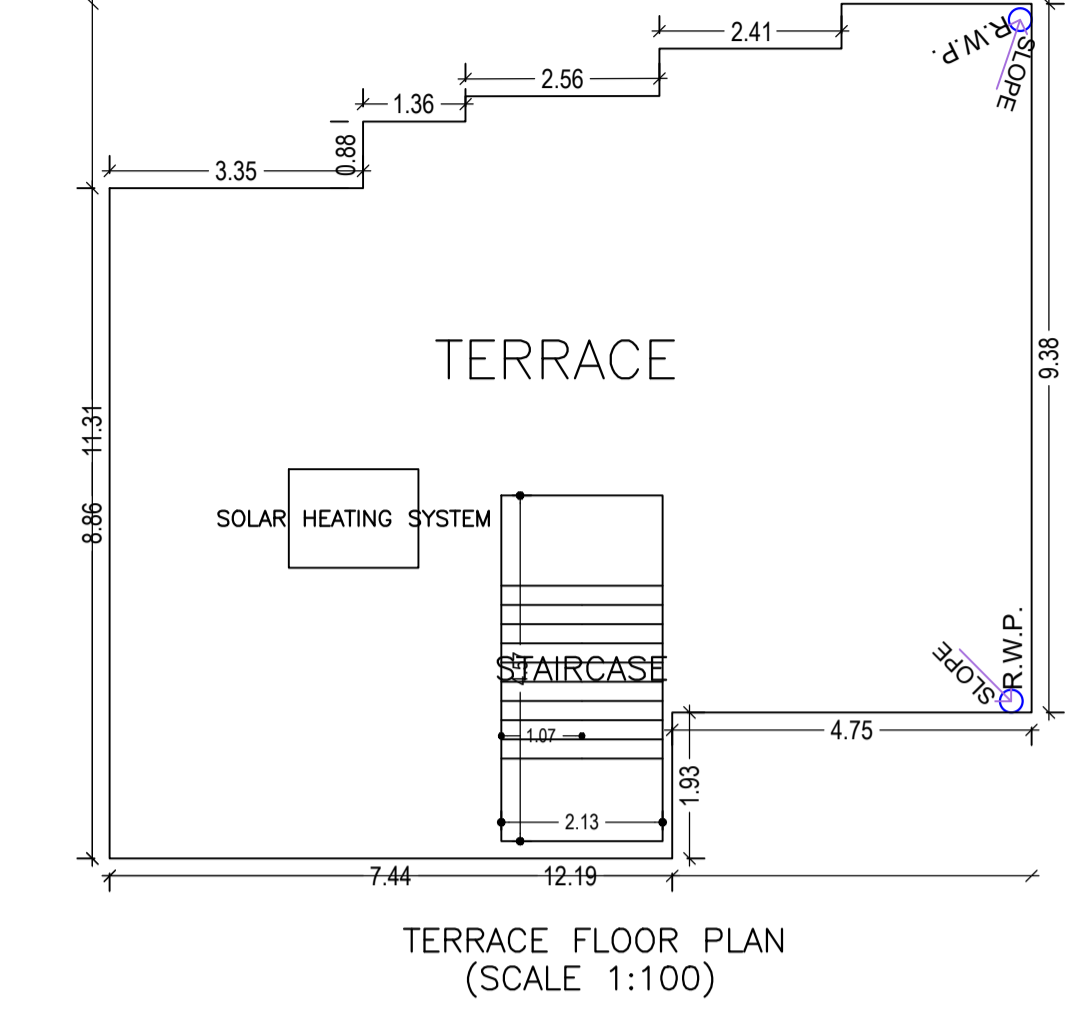 R.W.P.
SLOPE
2.41
2.56
1.36
0.88
3.35
TERRACE
9.38
11.31
8.86
SOLAR HEATING SYSTEM
STAIRCASE
4.57
1.07
2.13
R.W.P.
SLOPE
4.75
1.93
7.44
12.19
TERRACE FLOOR PLAN
(SCALE 1:100)